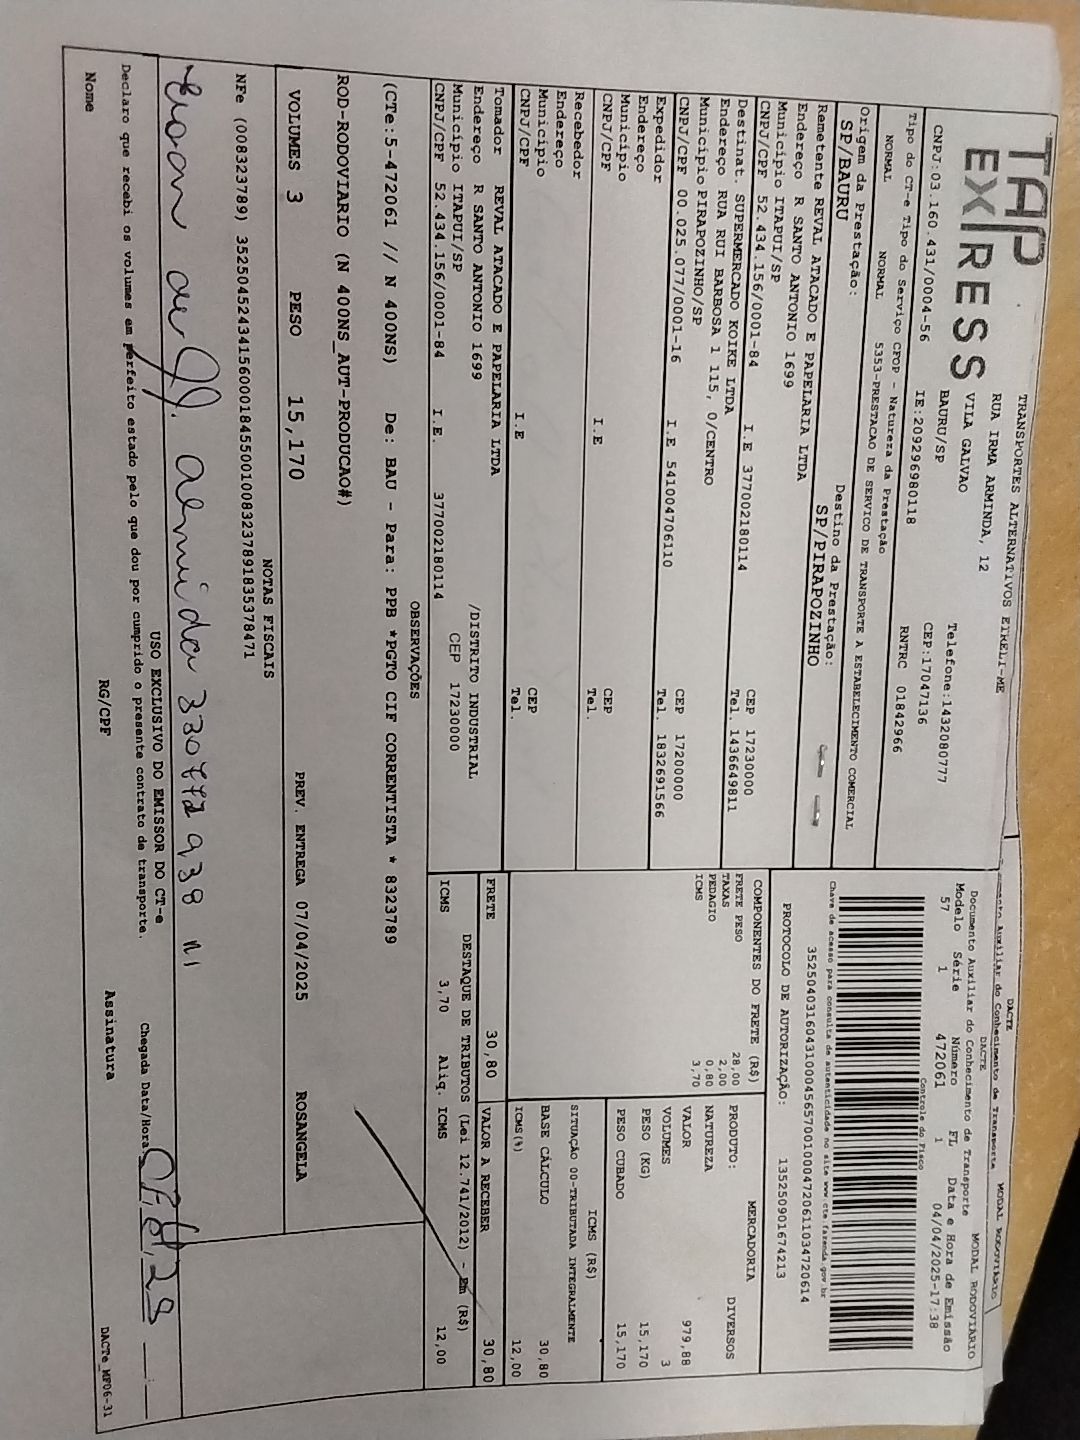 TAP
EXPRESS
TRANSPORTES ALTERNATIVOS EIRELI-ME
RUA IRMA ARMINDA, 12
VILA GALVAO
BAURU/SP
Telefone:1432080777
CEP:17047136
CNPJ:03.160.431/0004-56 IE:209296980118 RNTRC 01842966
Tipo do CT-e Tipo do Serviço CFOP - Natureza da Prestação
NORMAL NORMAL 5353-PRESTACAO DE SERVICO DE TRANSPORTE A ESTABELECIMENTO COMERCIAL
Origem da Prestação: Destino da Prestação:
SP/BAURU SP/PIRAPOZINHO
Remetente REVAL ATACADO E PAPELARIA LTDA
Endereço R SANTO ANTONIO 1699
Município ITAPUI/SP CEP 17230000
CNPJ/CPF 52.434.156/0001-84 I.E 377002180114 Tel. 1436649811
Destinat. SUPERMERCADO KOIKE LTDA
Endereço RUA RUI BARBOSA 1 115, 0/CENTRO
Município PIRAPOZINHO/SP CEP 17200000
CNPJ/CPF 00.025.077/0001-16 I.E 541004706110 Tel. 1832691566
Expedidor
Endereço
Município CEP
CNPJ/CPF I.E Tel.
Recebedor
Endereço
Município CEP
CNPJ/CPF I.E Tel.
Tomador REVAL ATACADO E PAPELARIA LTDA
Endereço R SANTO ANTONIO 1699 /DISTRITO INDUSTRIAL
Município ITAPUI/SP CEP 17230000
CNPJ/CPF 52.434.156/0001-84 I.E. 377002180114
DACTE MODAL RODOVIÁRIO
Documento Auxiliar do Conhecimento de Transporte
DACTE MODAL RODOVIÁRIO
Documento Auxiliar do Conhecimento de Transporte
Modelo Série Número FL Data e Hora de Emissão
57 1 472061 1 04/04/2025-17:38
Controle do Fisco
Chave de acesso para consulta de autenticidade no site www.cte.fazenda.gov.br
35250403160431000456570010004720611034720614
PROTOCOLO DE AUTORIZAÇÃO: 135250901674213
COMPONENTES DO FRETE (R$)
FRETE PESO 28,00
TAXAS 2,00
PEDAGIO 0,80
ICMS 3,70
PRODUTO: MERCADORIA
NATUREZA DIVERSOS
VALOR 979,88
VOLUMES 3
PESO (KG) 15,170
PESO CUBADO 15,170
ICMS (R$)
SITUAÇÃO 00-TRIBUTADA INTEGRALMENTE
BASE CÁLCULO 30,80
ICMS(%) 12,00
FRETE 30,80 VALOR A RECEBER 30,80
DESTAQUE DE TRIBUTOS (Lei 12.741/2012) - Em (R$)
ICMS 3,70 Aliq. ICMS 12,00
OBSERVAÇÕES
(CTe:5-472061 // N 400NS) De: BAU - Para: PPB *PGTO CIF CORRENTISTA * 8323789
ROD-RODOVIARIO (N 400NS_AUT-PRODUCAO#)
VOLUMES 3 PESO 15,170 PREV. ENTREGA 07/04/2025 ROSANGELA
NOTAS FISCAIS
NFe (008323789) 35250452434156000184550010083237891835378471
USO EXCLUSIVO DO EMISSOR DO CT-e
almeida
Declaro que recebi os volumes em perfeito estado pelo que dou por cumprido o presente contrato de transporte. Chegada Data/Hora
Nome RG/CPF Assinatura
DACTe_MF06-31